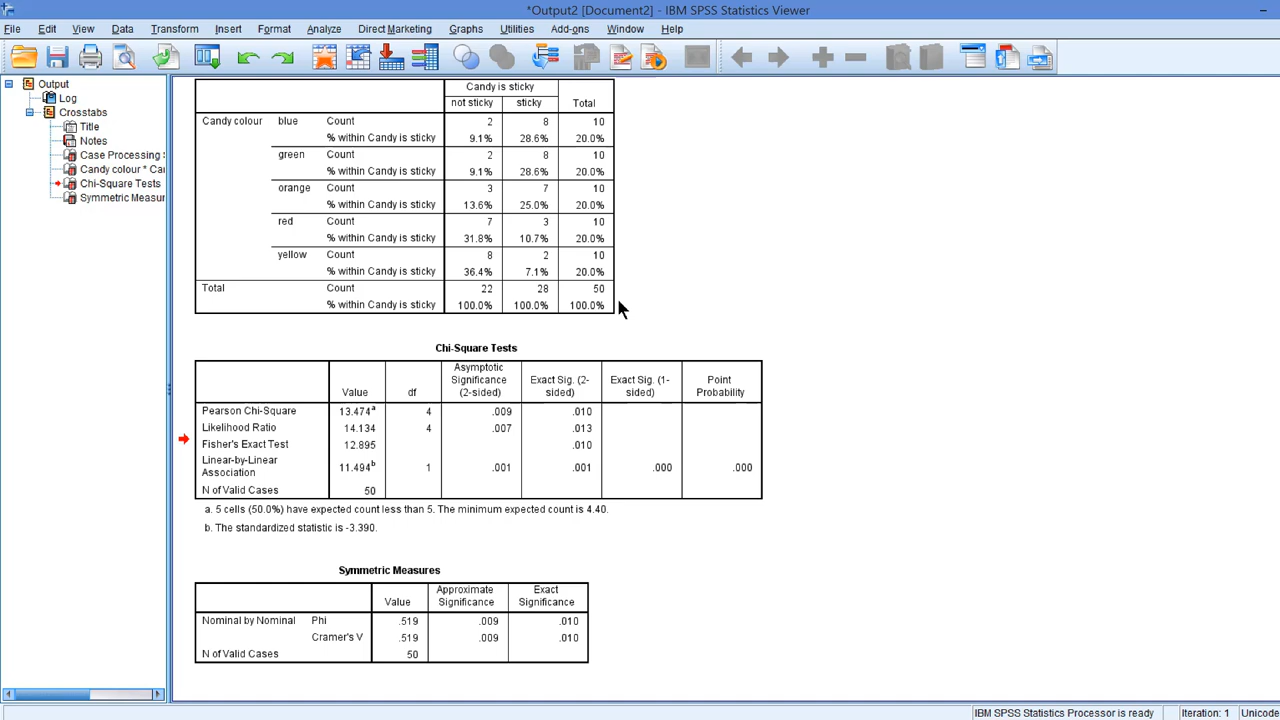 *Output2 [Document2] - IBM SPSS Statistics Viewer
File Edit View Data Transform Insert Format Analyze Direct Marketing Graphs Utilities Add-ons Window Help
Output
Log
Crosstabs
Title
Notes
Case Processing
Candy colour * Ca
Chi-Square Tests
Symmetric Measur
Candy is sticky
not sticky sticky Total
Candy colour blue Count 2 8 10
% within Candy is sticky 9.1% 28.6% 20.0%
green Count 2 8 10
% within Candy is sticky 9.1% 28.6% 20.0%
orange Count 3 7 10
% within Candy is sticky 13.6% 25.0% 20.0%
red Count 7 3 10
% within Candy is sticky 31.8% 10.7% 20.0%
yellow Count 8 2 10
% within Candy is sticky 36.4% 7.1% 20.0%
Total Count 22 28 50
% within Candy is sticky 100.0% 100.0% 100.0%
Chi-Square Tests
Value df Asymptotic Significance (2-sided) Exact Sig. (2-sided) Exact Sig. (1-sided) Point Probability
Pearson Chi-Square 13.474a 4 .009 .010
Likelihood Ratio 14.134 4 .007 .013
Fisher's Exact Test 12.895 .010
Linear-by-Linear Association 11.494b 1 .001 .001 .000 .000
N of Valid Cases 50
a. 5 cells (50.0%) have expected count less than 5. The minimum expected count is 4.40.
b. The standardized statistic is -3.390.
Symmetric Measures
Value Approximate Significance Exact Significance
Nominal by Nominal Phi .519 .009 .010
Cramer's V .519 .009 .010
N of Valid Cases 50
IBM SPSS Statistics Processor is ready Iteration: 1 Unicode